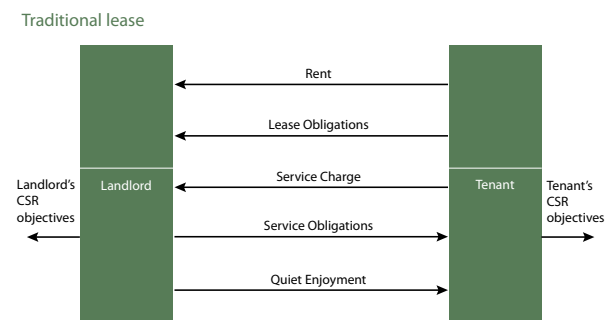 Traditional lease
Rent
Lease Obligations
Service Charge
Landlord's
CSR
objectives
Landlord
Tenant
Tenant's
CSR
objectives
Service Obligations
Quiet Enjoyment